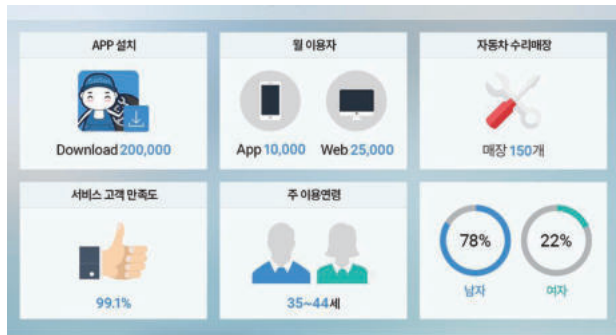 APP 설치
Download 200,000
월 이용자
App 10,000 Web 25,000
자동차 수리매장
매장 150개
서비스 고객 만족도
99.1%
주 이용연령
35~44세
78%
남자
22%
여자